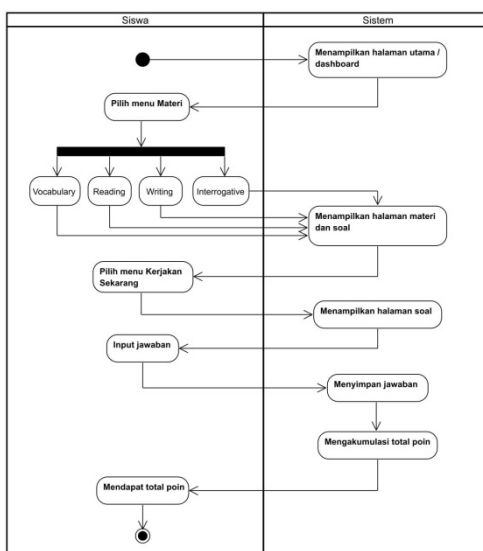 Siswa
Sistem
Menampilkan halaman utama /
dashboard
Pilih menu Materi
Vocabulary
Reading
Writing
Interrogative
Menampilkan halaman materi
dan soal
Pilih menu Kerjakan
Sekarang
Menampilkan halaman soal
Input jawaban
Menyimpan jawaban
Mengakumulasi total poin
Mendapat total poin